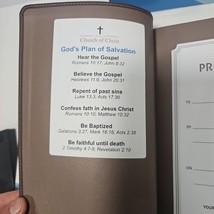 Church of Christ
God's Plan of Salvation
Hear the Gospel
Romans 10:17, John 8:32
Believe the Gospel
Hebrews 11:6, John 20:31
Repent of past sins
Luke 13:3, Acts 17:30
Confess faith in Jesus Christ
Romans 10:10, Matthew 10:32
Be Baptized
Galatians 3:27, Mark 16:16, Acts 2:38
Be faithful until death
2 Timothy 4:7-8, Revelation 2:10
PR
TO